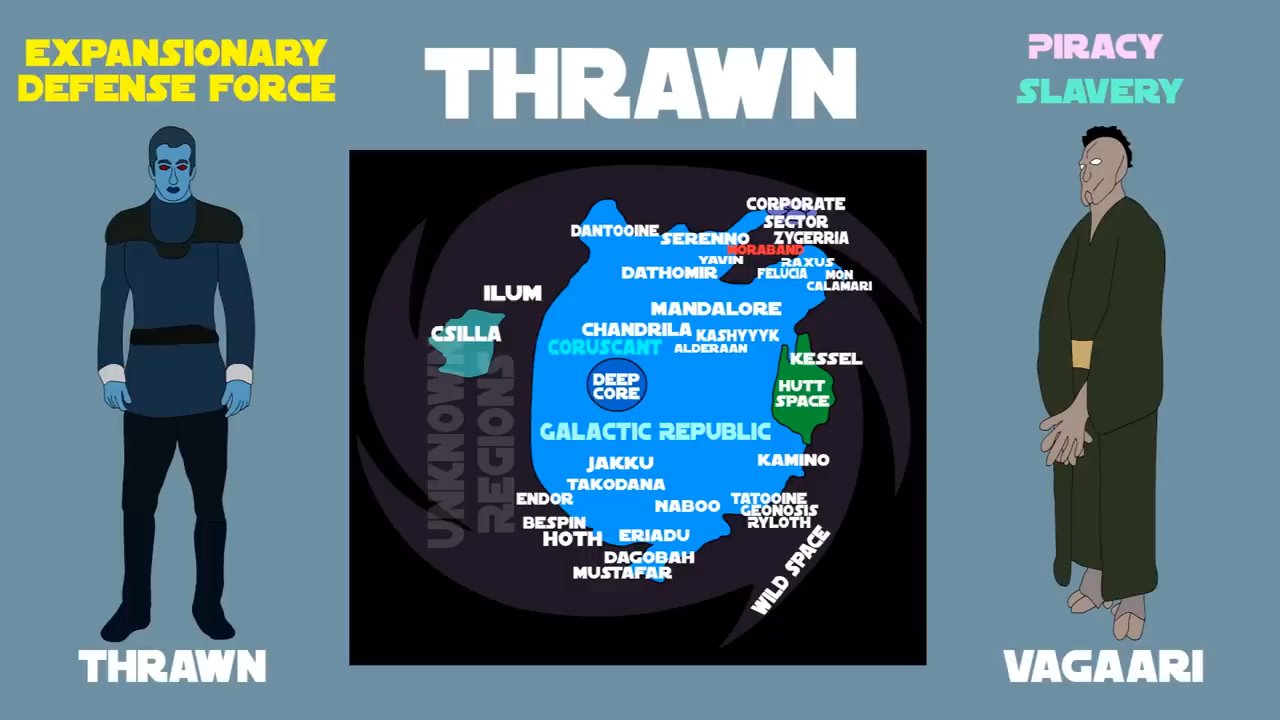 EXPANSIONARY
DEFENSE FORCE
THRAWN
PIRACY
SLAVERY
CORPORATE
SECTOR
DANTOOINE
SERENNO
ZYGERRIA
MORABAND
YAVIN
RAXUS
DATHOMIR
FELUCIA
MON
CALAMARI
ILUM
MANDALORE
CSILLA
CHANDRILA
KASHYYYK
CORUSCANT
ALDERAAN
KESSEL
DEEP
CORE
HUTT
SPACE
UNKNOWN
REGIONS
GALACTIC REPUBLIC
JAKKU
KAMINO
TAKODANA
ENDOR
NABOO
TATOOINE
GEONOSIS
BESPIN
RYLOTH
HOTH
ERIADU
DAGOBAH
MUSTAFAR
WILD SPACE
THRAWN
VAGAARI